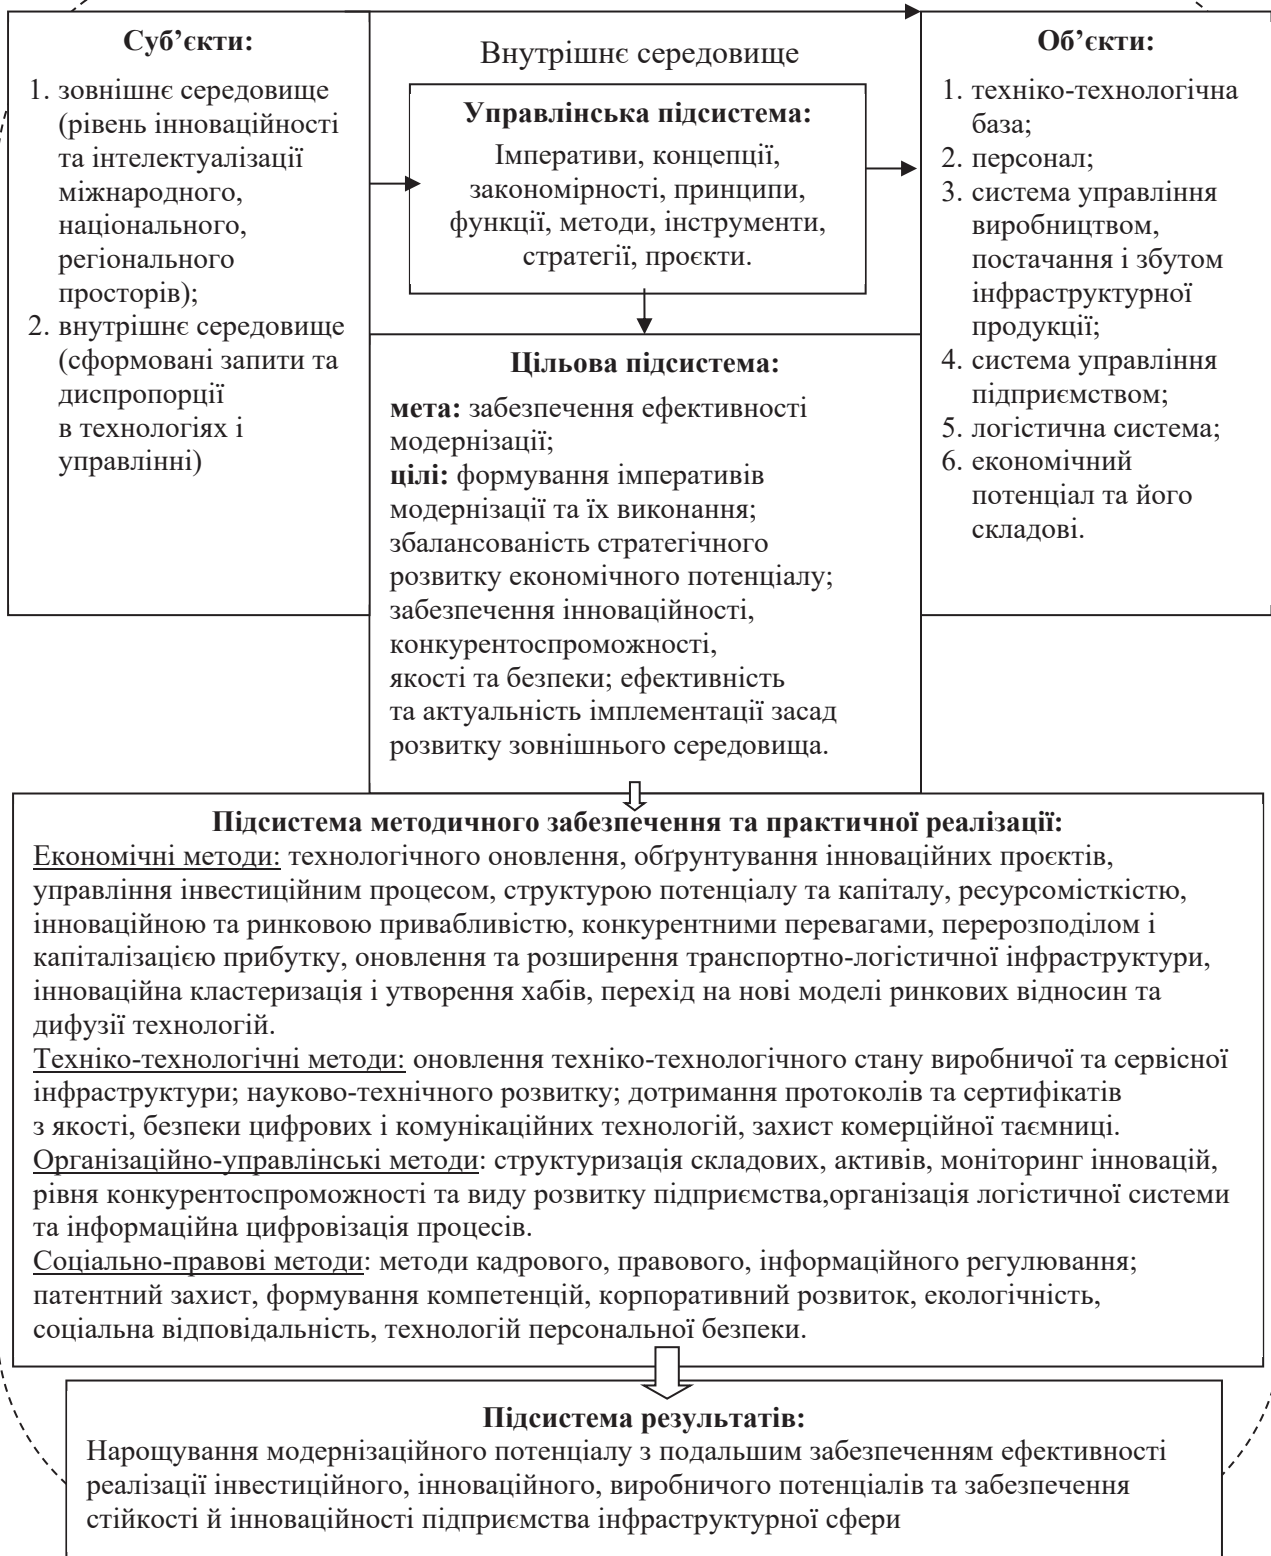 Суб’єкти:
1. зовнішнє середовище
(рівень інноваційності
та інтелектуалізації
міжнародного,
національного,
регіонального
просторів);
2. внутрішнє середовище
(сформовані запити та
диспропорції
в технологіях і
управлінні)
Внутрішнє середовище
Управлінська підсистема:
Імперативи, концепції,
закономірності, принципи,
функції, методи, інструменти,
стратегії, проєкти.
Об’єкти:
1. техніко-технологічна
база;
2. персонал;
3. система управління
виробництвом,
постачання і збутом
інфраструктурної
продукції;
4. система управління
підприємством;
5. логістична система;
6. економічний
потенціал та його
складові.
Цільова підсистема:
мета: забезпечення ефективності
модернізації;
цілі: формування імперативів
модернізації та їх виконання;
збалансованість стратегічного
розвитку економічного потенціалу;
забезпечення інноваційності,
конкурентоспроможності,
якості та безпеки; ефективність
та актуальність імплементації засад
розвитку зовнішнього середовища.
Підсистема методичного забезпечення та практичної реалізації:
Економічні методи: технологічного оновлення, обґрунтування інноваційних проєктів,
управління інвестиційним процесом, структурою потенціалу та капіталу, ресурсомісткістю,
інноваційною та ринковою привабливістю, конкурентними перевагами, перерозподілом і
капіталізацією прибутку, оновлення та розширення транспортно-логістичної інфраструктури,
інноваційна кластеризація і утворення хабів, перехід на нові моделі ринкових відносин та
дифузії технологій.
Техніко-технологічні методи: оновлення техніко-технологічного стану виробничої та сервісної
інфраструктури; науково-технічного розвитку; дотримання протоколів та сертифікатів
з якості, безпеки цифрових і комунікаційних технологій, захист комерційної таємниці.
Організаційно-управлінські методи: структуризація складових, активів, моніторинг інновацій,
рівня конкурентоспроможності та виду розвитку підприємства,організація логістичної системи
та інформаційна цифровізація процесів.
Соціально-правові методи: методи кадрового, правового, інформаційного регулювання;
патентний захист, формування компетенцій, корпоративний розвиток, екологічність,
соціальна відповідальність, технологій персональної безпеки.
Підсистема результатів:
Нарощування модернізаційного потенціалу з подальшим забезпеченням ефективності
реалізації інвестиційного, інноваційного, виробничого потенціалів та забезпечення
стійкості й інноваційності підприємства інфраструктурної сфери